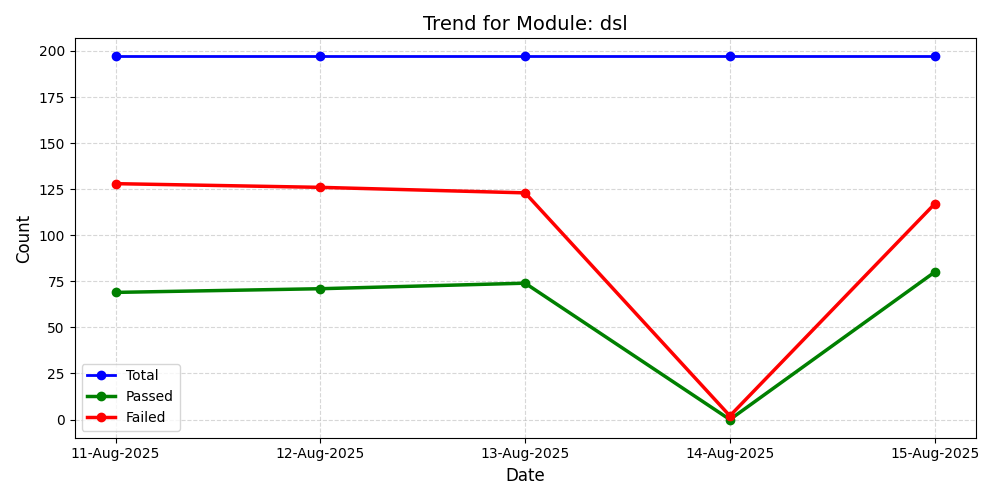 Trend for Module: dsl
200
175
150
125
100
75
50
25
0
Count
Total
Passed
Failed
11-Aug-2025
12-Aug-2025
13-Aug-2025
14-Aug-2025
15-Aug-2025
Date